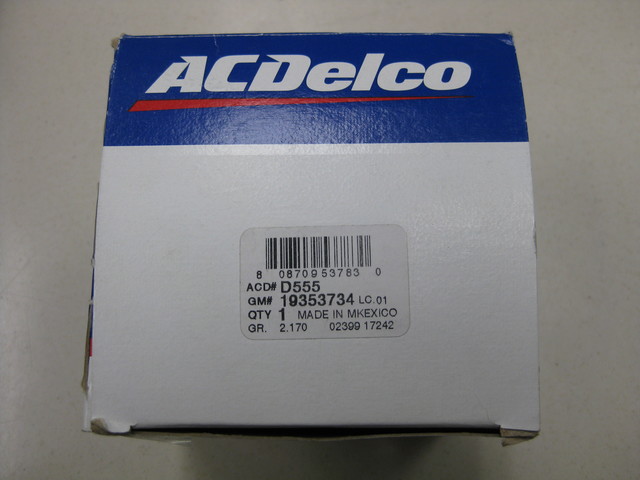 ACDelco
8 08709 53783 0
ACD# D555
GM# 19353734 LC.01
QTY 1 MADE IN MKEXICO
GR. 2.170 02399 17242